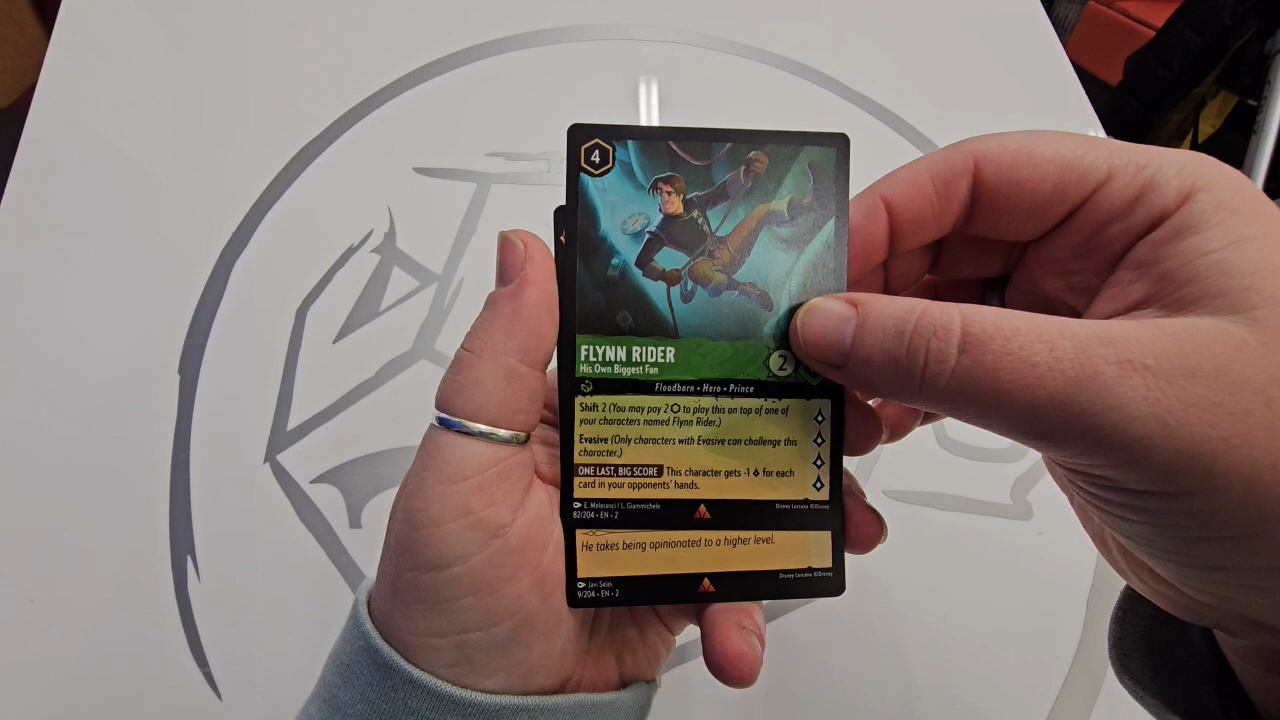 4
FLYNN RIDER
His Own Biggest Fan
2
Floodborn • Hero • Prince
Shift 2 (You may pay 2 to play this on top of one of
your characters named Flynn Rider.)
Evasive (Only characters with Evasive can challenge this
character.)
ONE LAST, BIG SCORE This character gets -1 for each
card in your opponents' hands.
E. Meleranci / L. Giammichele
Disney Lorcana ©Disney
82/204 • EN • 2
He takes being opinionated to a higher level.
Javi Salas
Disney Lorcana ©Disney
9/204 • EN • 2